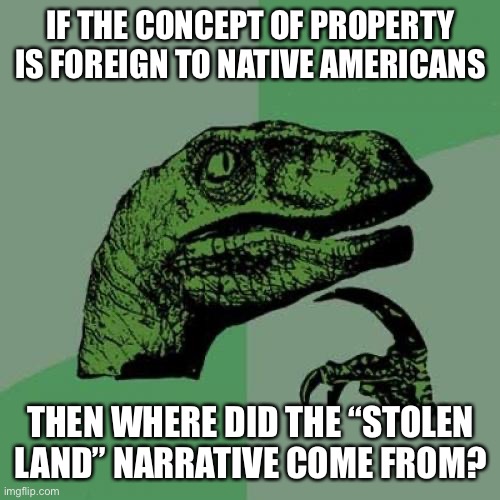 IF THE CONCEPT OF PROPERTY
IS FOREIGN TO NATIVE AMERICANS
THEN WHERE DID THE “STOLEN
LAND” NARRATIVE COME FROM?
imgflip.com